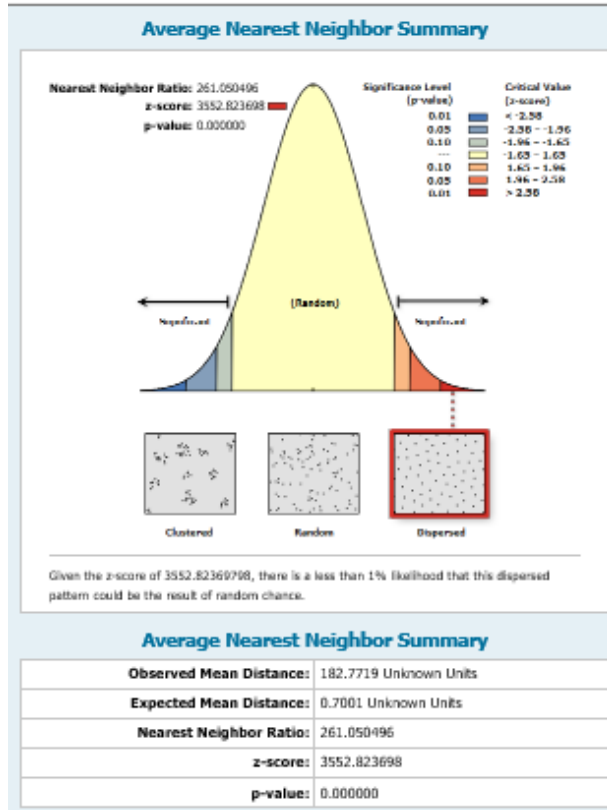 Average Nearest Neighbor Summary
Nearest Neighbor Ratio: 261.050496
z-score: 3552.823698
p-value: 0.000000
Significance Level
(p-value)
Critical Value
(z-score)
0.01 < -2.58
0.05 -2.58 - -1.96
0.10 -1.96 - -1.65
--- -1.65 - 1.65
0.10 1.65 - 1.96
0.05 1.96 - 2.58
0.01 > 2.58
(Random)
Significant Significant
Clustered Random Dispersed
Given the z-score of 3552.82369798, there is a less than 1% likelihood that this dispersed
pattern could be the result of random chance.
Average Nearest Neighbor Summary
Observed Mean Distance: 182.7719 Unknown Units
Expected Mean Distance: 0.7001 Unknown Units
Nearest Neighbor Ratio: 261.050496
z-score: 3552.823698
p-value: 0.000000